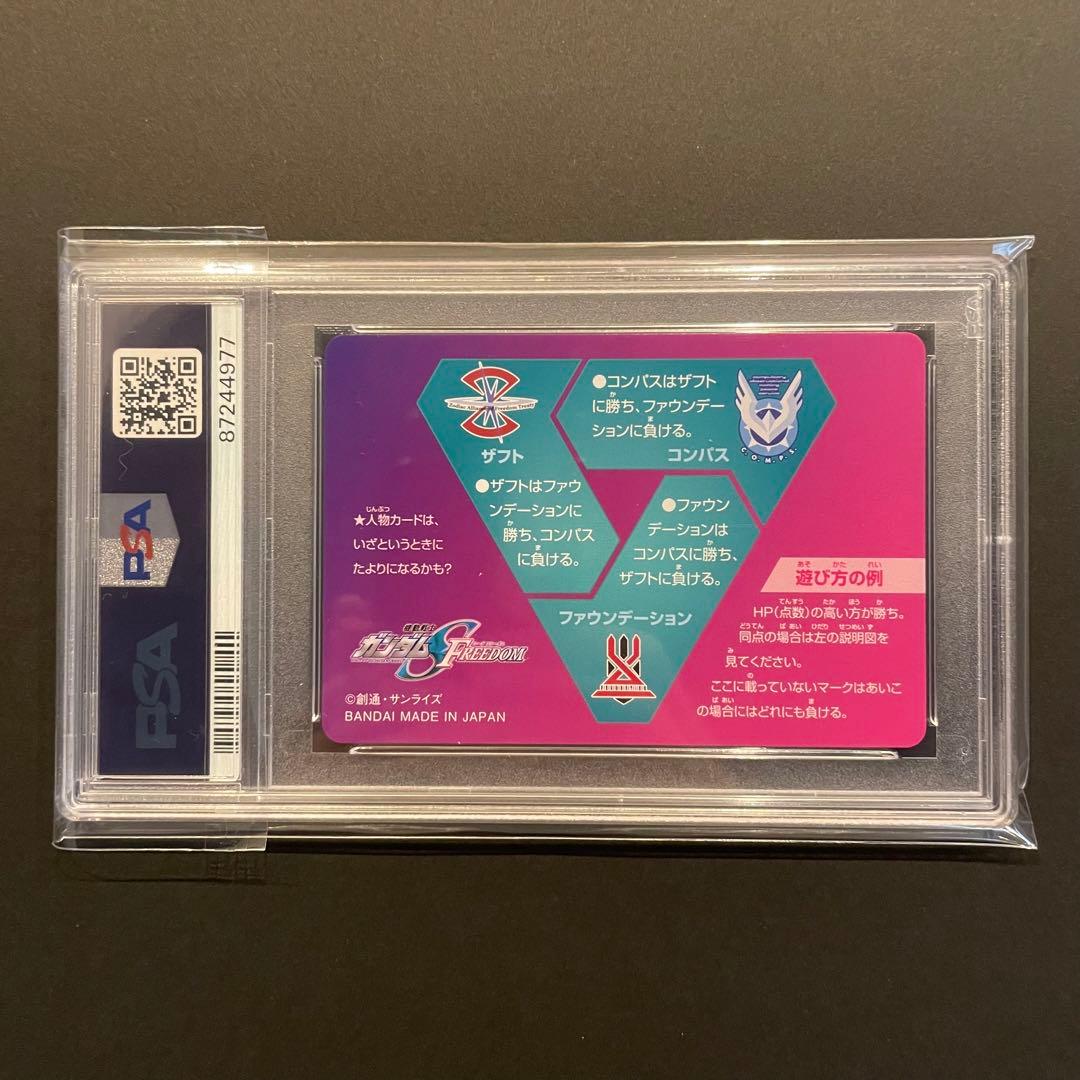 87244977
PSA
PSA
PSA
Zodiac Alliance Freedom Treaty
ザフト
●コンパスはザフト
に勝ち、ファウンデー
ションに負ける。
コンパス
C.O.M.P.S.
●ザフトはファウ
ンデーションに
勝ち、コンパス
に負ける。
●ファウン
デーションは
コンパスに勝ち、
ザフトに負ける。
ファウンデーション
★人物カードは、
いざというときに
たよりになるかも?
機動戦士
ガンダムSEED
FREEDOM
©創通・サンライズ
BANDAI MADE IN JAPAN
遊び方の例
HP(点数)の高い方が勝ち。
同点の場合は左の説明図を
見てください。
ここに載っていないマークはあいこ
の場合にはどれにも負ける。